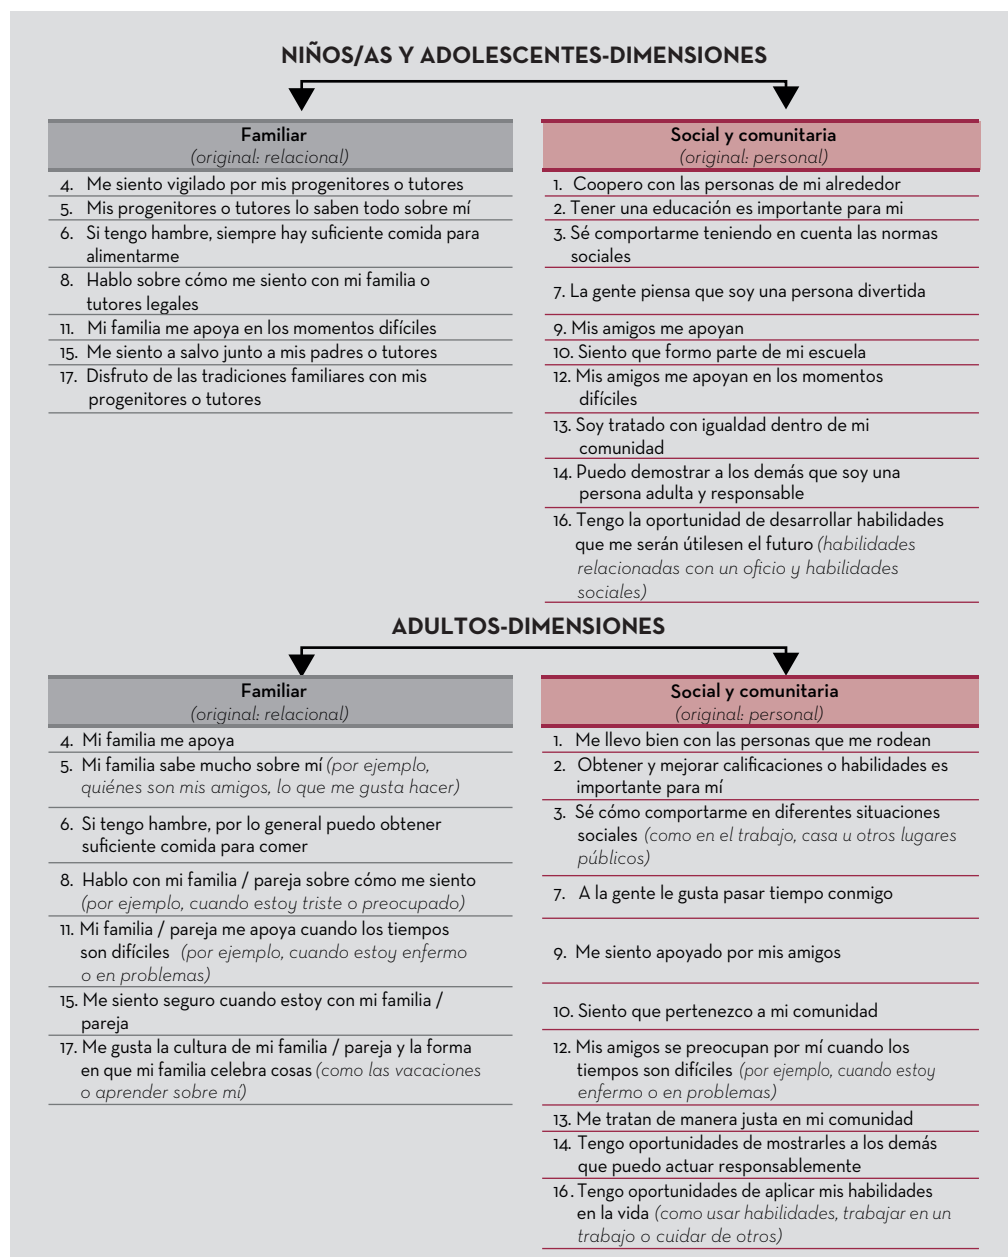 NIÑOS/AS Y ADOLESCENTES-DIMENSIONES
Familiar
(original: relacional)
4. Me siento vigilado por mis progenitores o tutores
5. Mis progenitores o tutores lo saben todo sobre mí
6. Si tengo hambre, siempre hay suficiente comida para
alimentarme
8. Hablo sobre cómo me siento con mi familia o
tutores legales
11. Mi familia me apoya en los momentos difíciles
15. Me siento a salvo junto a mis padres o tutores
17. Disfruto de las tradiciones familiares con mis
progenitores o tutores
Social y comunitaria
(original: personal)
1. Coopero con las personas de mi alrededor
2. Tener una educación es importante para mi
3. Sé comportarme teniendo en cuenta las normas
sociales
7. La gente piensa que soy una persona divertida
9. Mis amigos me apoyan
10. Siento que formo parte de mi escuela
12. Mis amigos me apoyan en los momentos
difíciles
13. Soy tratado con igualdad dentro de mi
comunidad
14. Puedo demostrar a los demás que soy una
persona adulta y responsable
16. Tengo la oportunidad de desarrollar habilidades
que me serán útilesen el futuro (habilidades
relacionadas con un oficio y habilidades
sociales)
ADULTOS-DIMENSIONES
Familiar
(original: relacional)
4. Mi familia me apoya
5. Mi familia sabe mucho sobre mí (por ejemplo,
quiénes son mis amigos, lo que me gusta hacer)
6. Si tengo hambre, por lo general puedo obtener
suficiente comida para comer
8. Hablo con mi familia / pareja sobre cómo me siento
(por ejemplo, cuando estoy triste o preocupado)
11. Mi familia / pareja me apoya cuando los tiempos
son difíciles (por ejemplo, cuando estoy enfermo
o en problemas)
15. Me siento seguro cuando estoy con mi familia /
pareja
17. Me gusta la cultura de mi familia / pareja y la forma
en que mi familia celebra cosas (como las vacaciones
o aprender sobre mí)
Social y comunitaria
(original: personal)
1. Me llevo bien con las personas que me rodean
2. Obtener y mejorar calificaciones o habilidades es
importante para mí
3. Sé cómo comportarme en diferentes situaciones
sociales (como en el trabajo, casa u otros lugares
públicos)
7. A la gente le gusta pasar tiempo conmigo
9. Me siento apoyado por mis amigos
10. Siento que pertenezco a mi comunidad
12. Mis amigos se preocupan por mí cuando los
tiempos son difíciles (por ejemplo, cuando estoy
enfermo o en problemas)
13. Me tratan de manera justa en mi comunidad
14. Tengo oportunidades de mostrarles a los demás
que puedo actuar responsablemente
16. Tengo oportunidades de aplicar mis habilidades
en la vida (como usar habilidades, trabajar en un
trabajo o cuidar de otros)